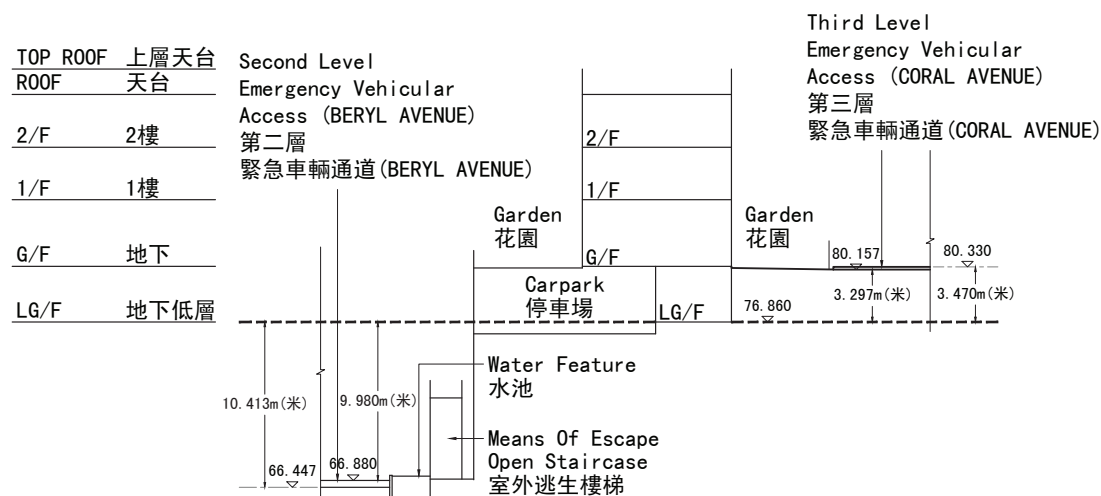 TOP ROOF 上層天台
ROOF 天台
2/F 2樓
1/F 1樓
G/F 地下
LG/F 地下低層
Second Level
Emergency Vehicular
Access (BERYL AVENUE)
第二層
緊急車輛通道(BERYL AVENUE)
Third Level
Emergency Vehicular
Access (CORAL AVENUE)
第三層
緊急車輛通道(CORAL AVENUE)
2/F
1/F
Garden
花園
G/F
Garden
花園
80.157
80.330
Carpark
停車場
LG/F
76.860
3.297m(米)
3.470m(米)
Water Feature
水池
10.413m(米)
9.980m(米)
Means Of Escape
Open Staircase
室外逃生樓梯
66.447
66.880